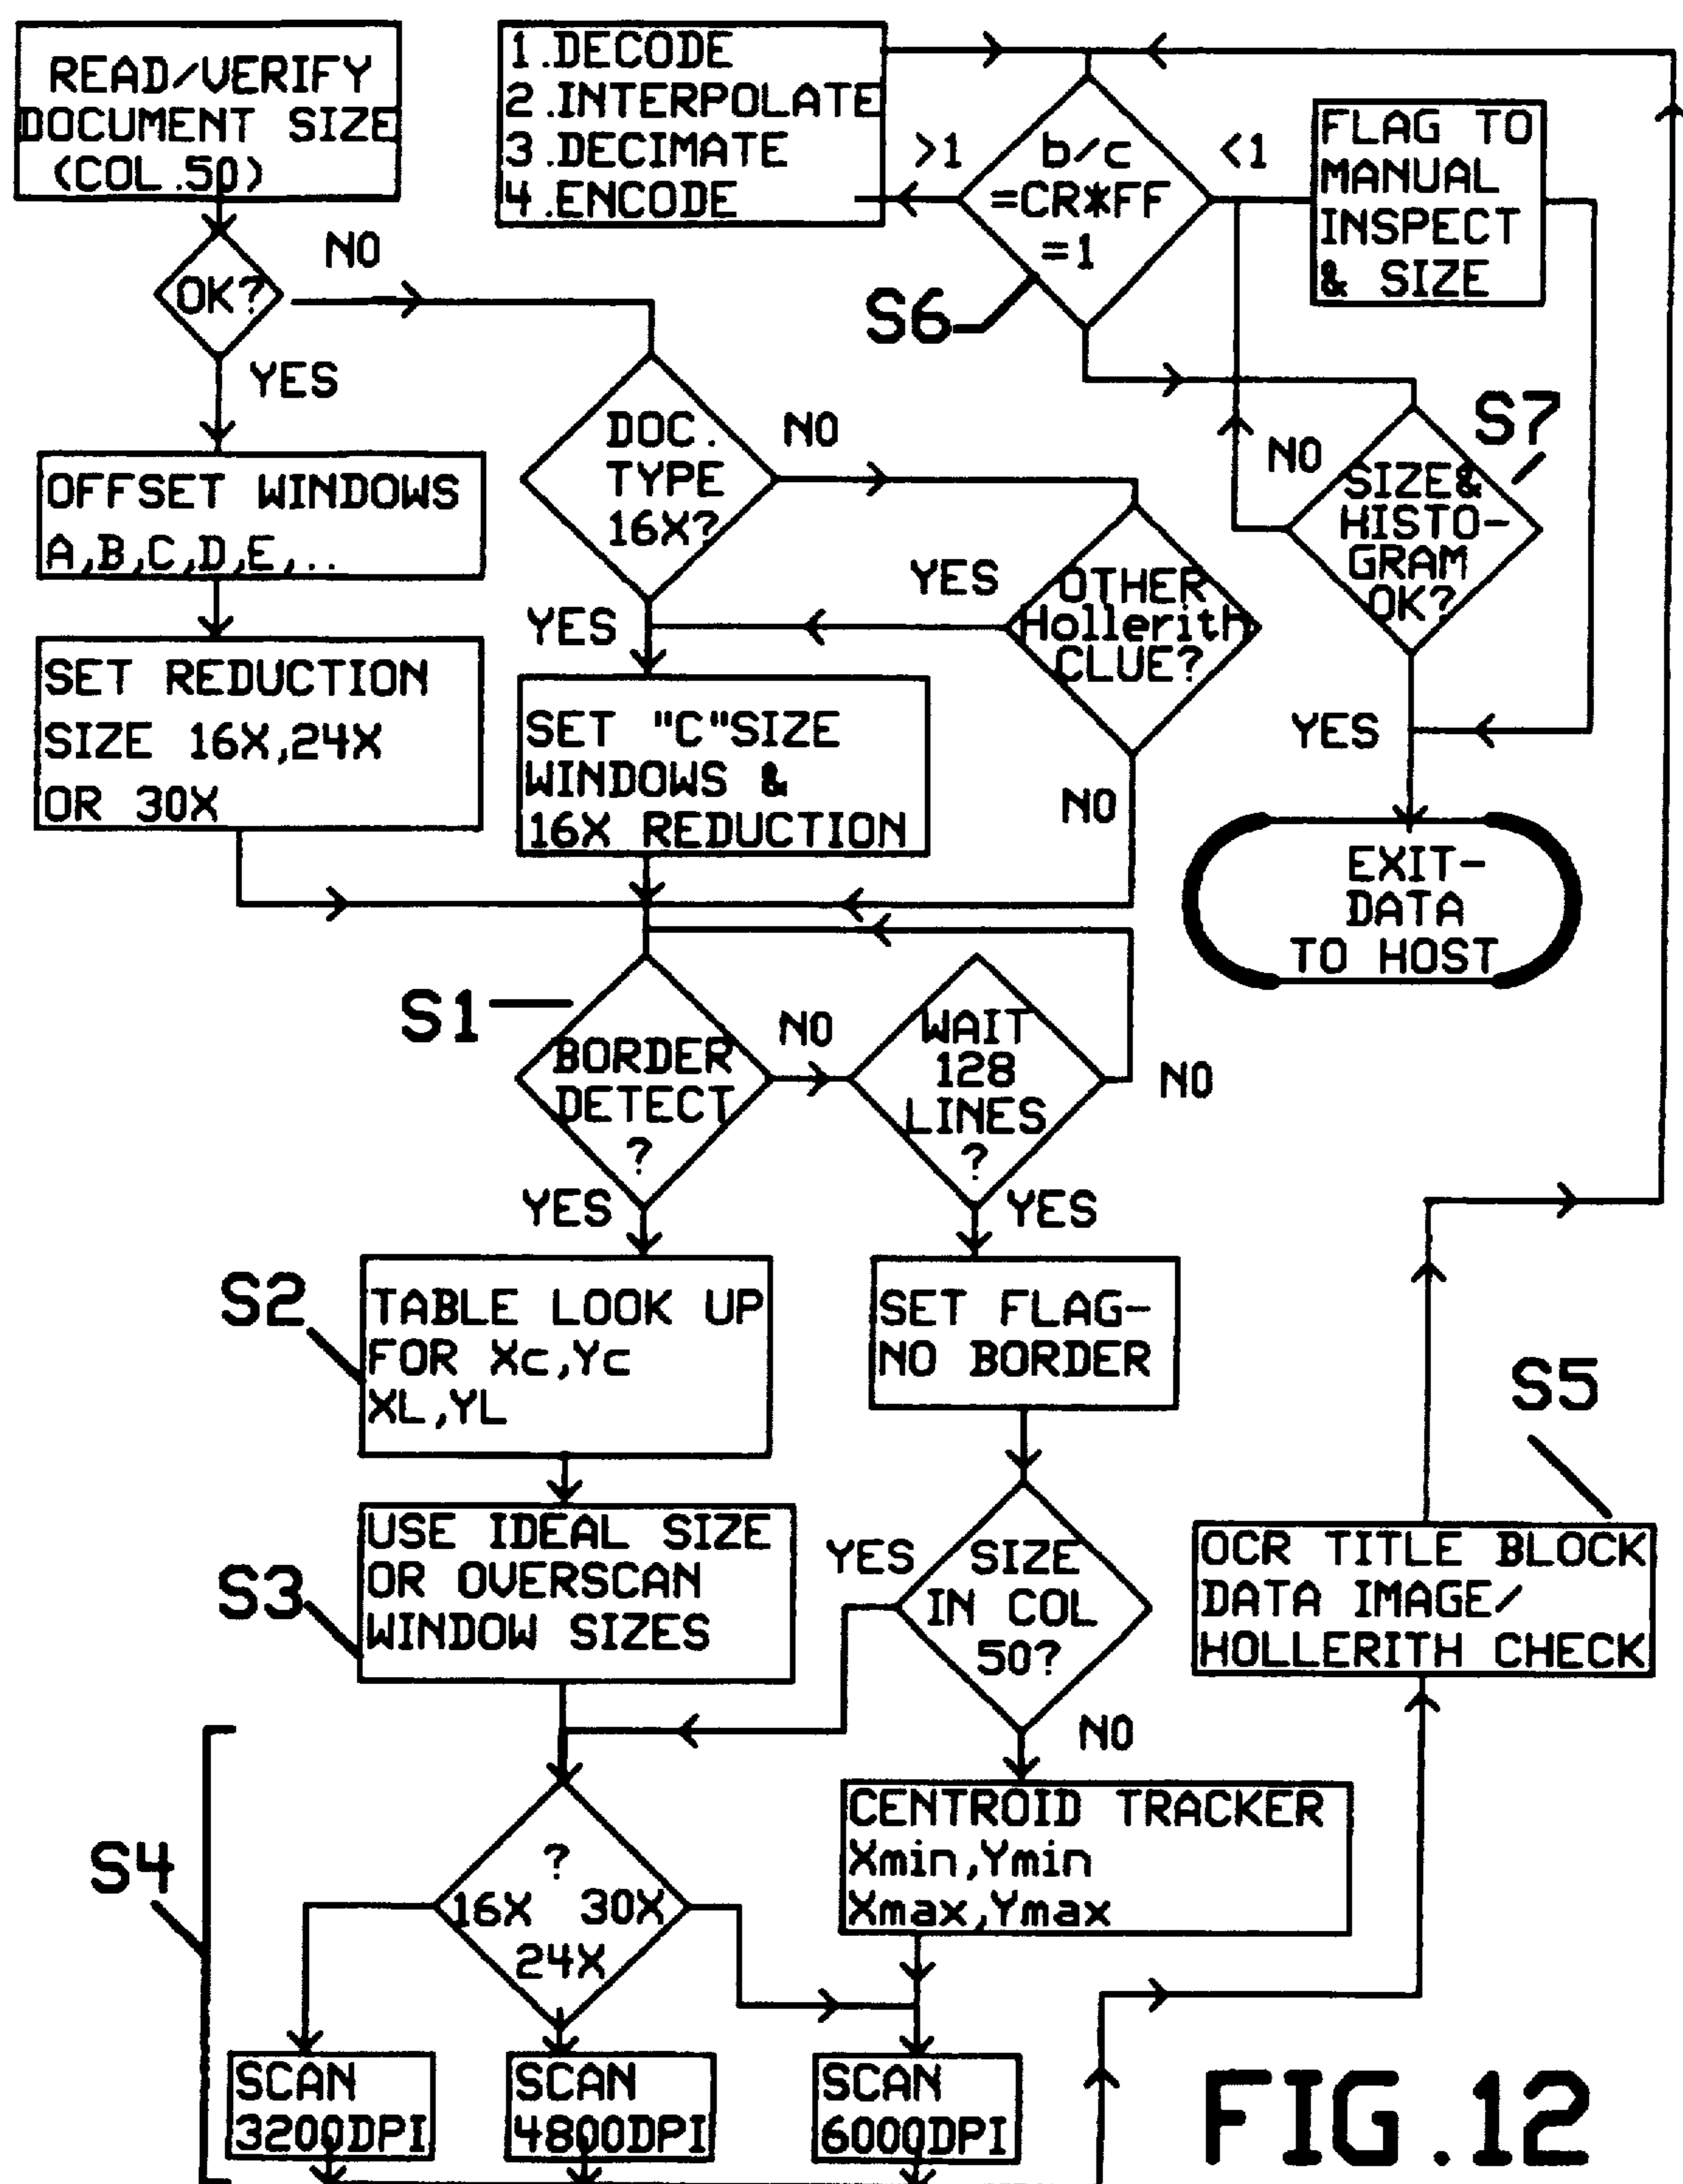 READ/VERIFY
DOCUMENT SIZE
(COL.50)
OK?
NO
YES
OFFSET WINDOWS
A,B,C,D,E,..
SET REDUCTION
SIZE 16X,24X
OR 30X
1.DECODE
2.INTERPOLATE
3.DECIMATE
4.ENCODE
>1
b/c
=CR*FF
=1
<1
S6
FLAG TO
MANUAL
INSPECT
& SIZE
DOC.
TYPE
16X?
NO
YES
OTHER
Hollerith
CLUE?
YES
NO
SET "C"SIZE
WINDOWS &
16X REDUCTION
S7
SIZE&
HISTO-
GRAM
OK?
NO
YES
EXIT-
DATA
TO HOST
S1
BORDER
DETECT
?
NO
YES
WAIT
128
LINES
?
NO
YES
S2
TABLE LOOK UP
FOR Xc,Yc
XL,YL
SET FLAG-
NO BORDER
S3
USE IDEAL SIZE
OR OVERSCAN
WINDOW SIZES
YES
SIZE
IN COL
50?
NO
S5
OCR TITLE BLOCK
DATA IMAGE/
HOLLERITH CHECK
S4
?
16X 30X
24X
CENTROID TRACKER
Xmin,Ymin
Xmax,Ymax
SCAN
3200DPI
SCAN
4800DPI
SCAN
6000DPI
FIG.12